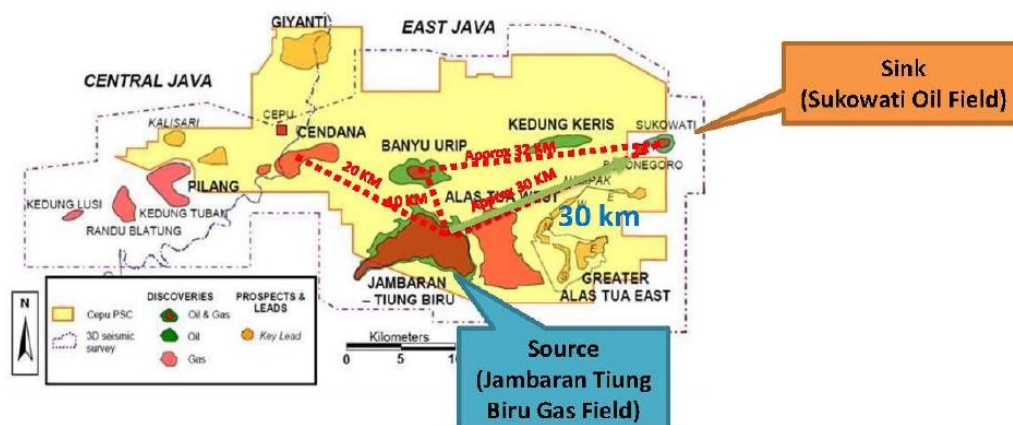 GIYANTI
EAST JAVA
CENTRAL JAVA
Sink
(Sukowati Oil Field)
KALISARI
CEPU
CENDANA
KEDUNG KERIS
SUKOWATI
BANYU URIP
Approx 32 KM
20 KM
10 KM
Approx 30 KM
ALAS TUA WEST
PILANG
KEDUNG LUSI
KEDUNG TUBAN
RANDU BLATUNG
30 km
JAMBARAN
– TIUNG BIRU
GREATER
ALAS TUA EAST
N
DISCOVERIES
PROSPECTS &
LEADS
Cepu PSC
3D seismic
survey
Oil & Gas
Oil
Gas
Key Lead
Kilometers
0 5 10
Source
(Jambaran Tiung
Biru Gas Field)